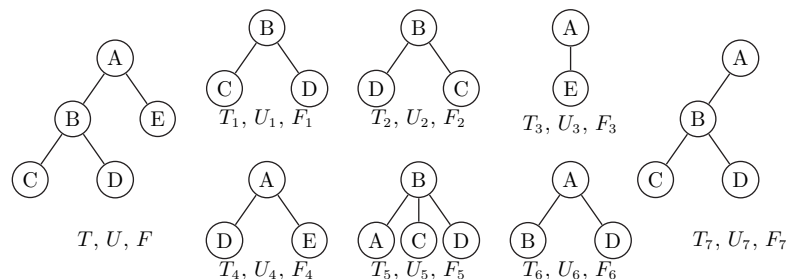 B B A
A A
C D D C E
T₁, U₁, F₁ T₂, U₂, F₂ T₃, U₃, F₃
B E B
A B A
C D C D
D E A C D B D
T, U, F T₄, U₄, F₄ T₅, U₅, F₅ T₆, U₆, F₆ T₇, U₇, F₇